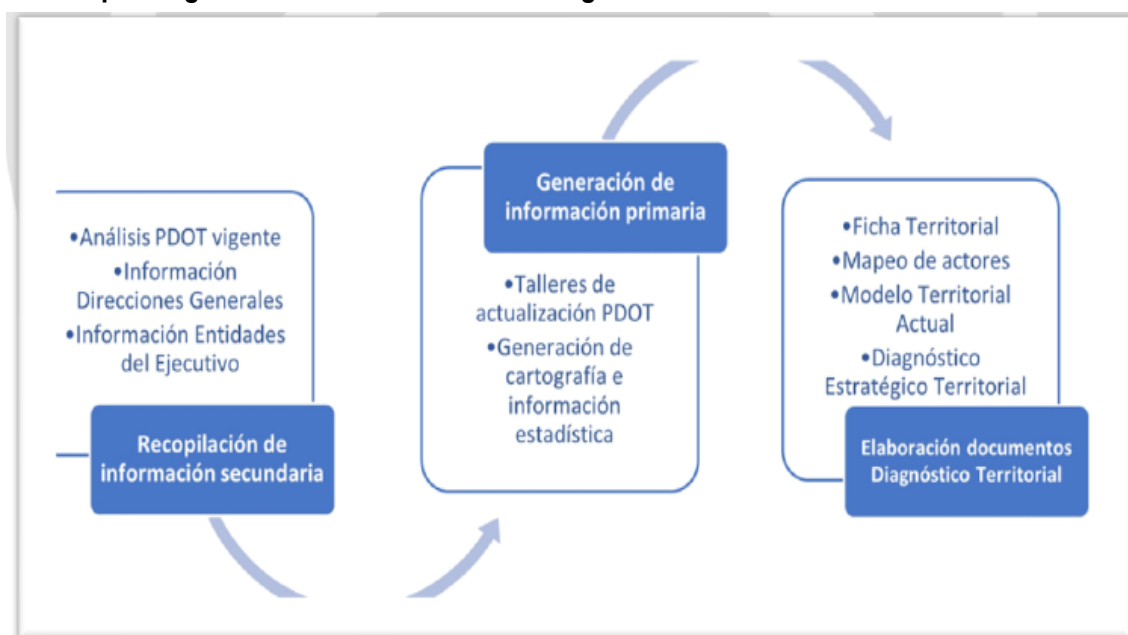 •Análisis PDOT vigente
•Información
Direcciones Generales
•Información Entidades
del Ejecutivo
Recopilación de
información secundaria
Generación de
información primaria
•Talleres de
actualización PDOT
•Generación de
cartografía e
información
estadística
•Ficha Territorial
•Mapeo de actores
•Modelo Territorial
Actual
•Diagnóstico
Estratégico Territorial
Elaboración documentos
Diagnóstico Territorial